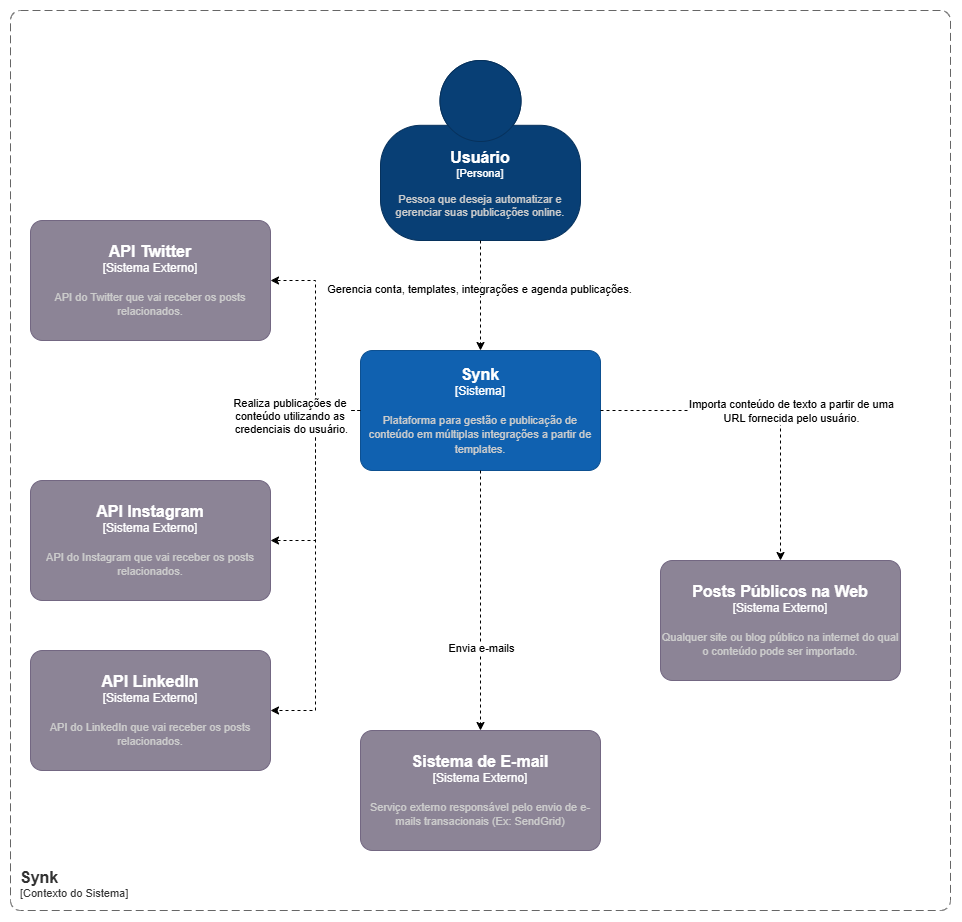 Usuário
[Persona]
Pessoa que deseja automatizar e
gerenciar suas publicações online.
API Twitter
[Sistema Externo]
API do Twitter que vai receber os posts
relacionados.
Gerencia conta, templates, integrações e agenda publicações.
Synk
[Sistema]
Plataforma para gestão e publicação de
conteúdo em múltiplas integrações a partir de
templates.
Realiza publicações de
conteúdo utilizando as
credenciais do usuário.
Importa conteúdo de texto a partir de uma
URL fornecida pelo usuário.
API Instagram
[Sistema Externo]
API do Instagram que vai receber os posts
relacionados.
Posts Públicos na Web
[Sistema Externo]
Qualquer site ou blog público na internet do qual
o conteúdo pode ser importado.
Envia e-mails
API LinkedIn
[Sistema Externo]
API do LinkedIn que vai receber os posts
relacionados.
Sistema de E-mail
[Sistema Externo]
Serviço externo responsável pelo envio de e-
mails transacionais (Ex: SendGrid)
Synk
[Contexto do Sistema]